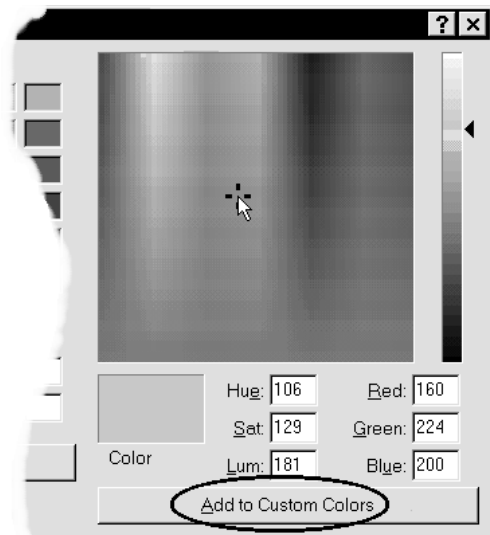 ?
Hue: 106 Red: 160
Sat: 129 Green: 224
Color Lum: 181 Blue: 200
Add to Custom Colors